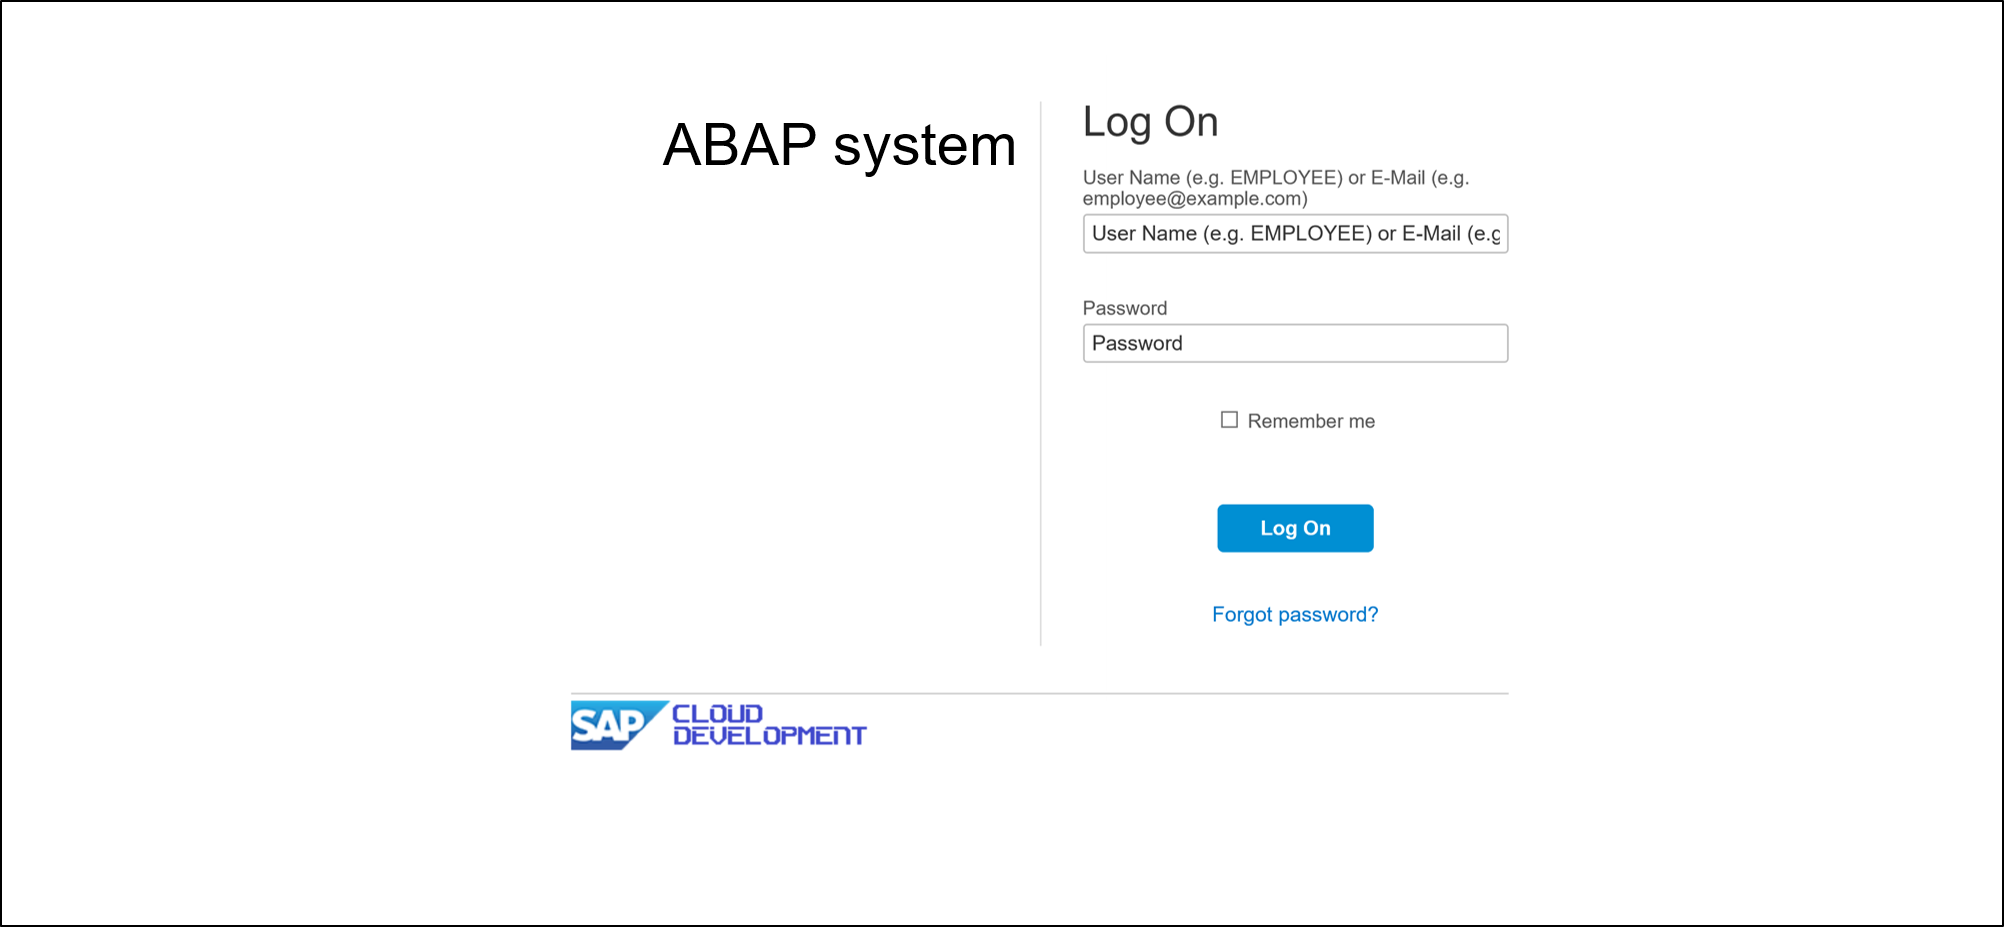 ABAP system
Log On
User Name (e.g. EMPLOYEE) or E-Mail (e.g.
employee@example.com)
User Name (e.g. EMPLOYEE) or E-Mail (e.g
Password
Password
Remember me
Log On
Forgot password?
SAP CLOUD
DEVELOPMENT